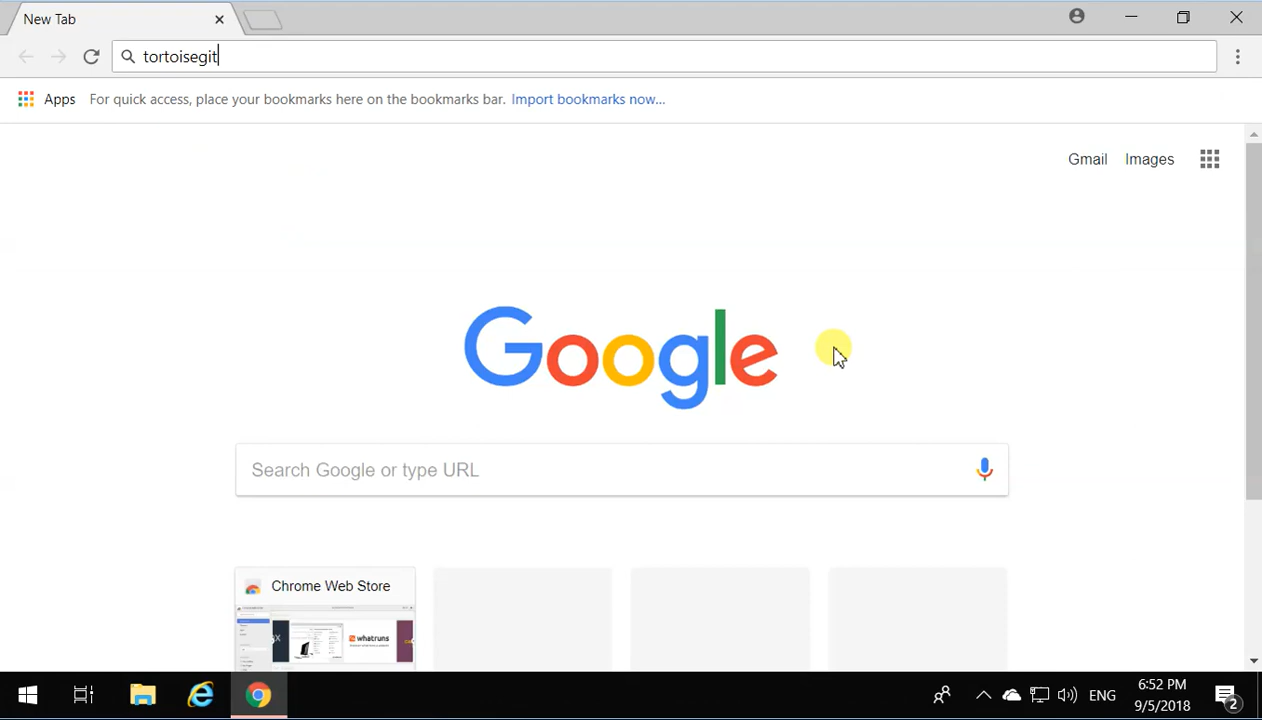 New Tab
tortoisegit
Apps For quick access, place your bookmarks here on the bookmarks bar. Import bookmarks now...
Gmail Images
Google
Search Google or type URL
Chrome Web Store
whatruns
ENG 6:52 PM
9/5/2018 2